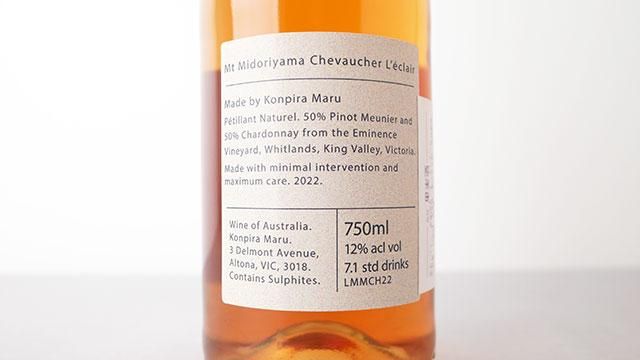 Mt Midoriyama Chevaucher L'éclair
Made by Konpira Maru
Pétillant Naturel. 50% Pinot Meunier and
50% Chardonnay from the Eminence
Vineyard, Whitlands, King Valley, Victoria.
Made with minimal intervention and
maximum care. 2022.
Wine of Australia.
Konpira Maru.
3 Delmont Avenue,
Altona, VIC, 3018.
Contains Sulphites.
750ml
12% acl vol
7.1 std drinks
LMMCH22